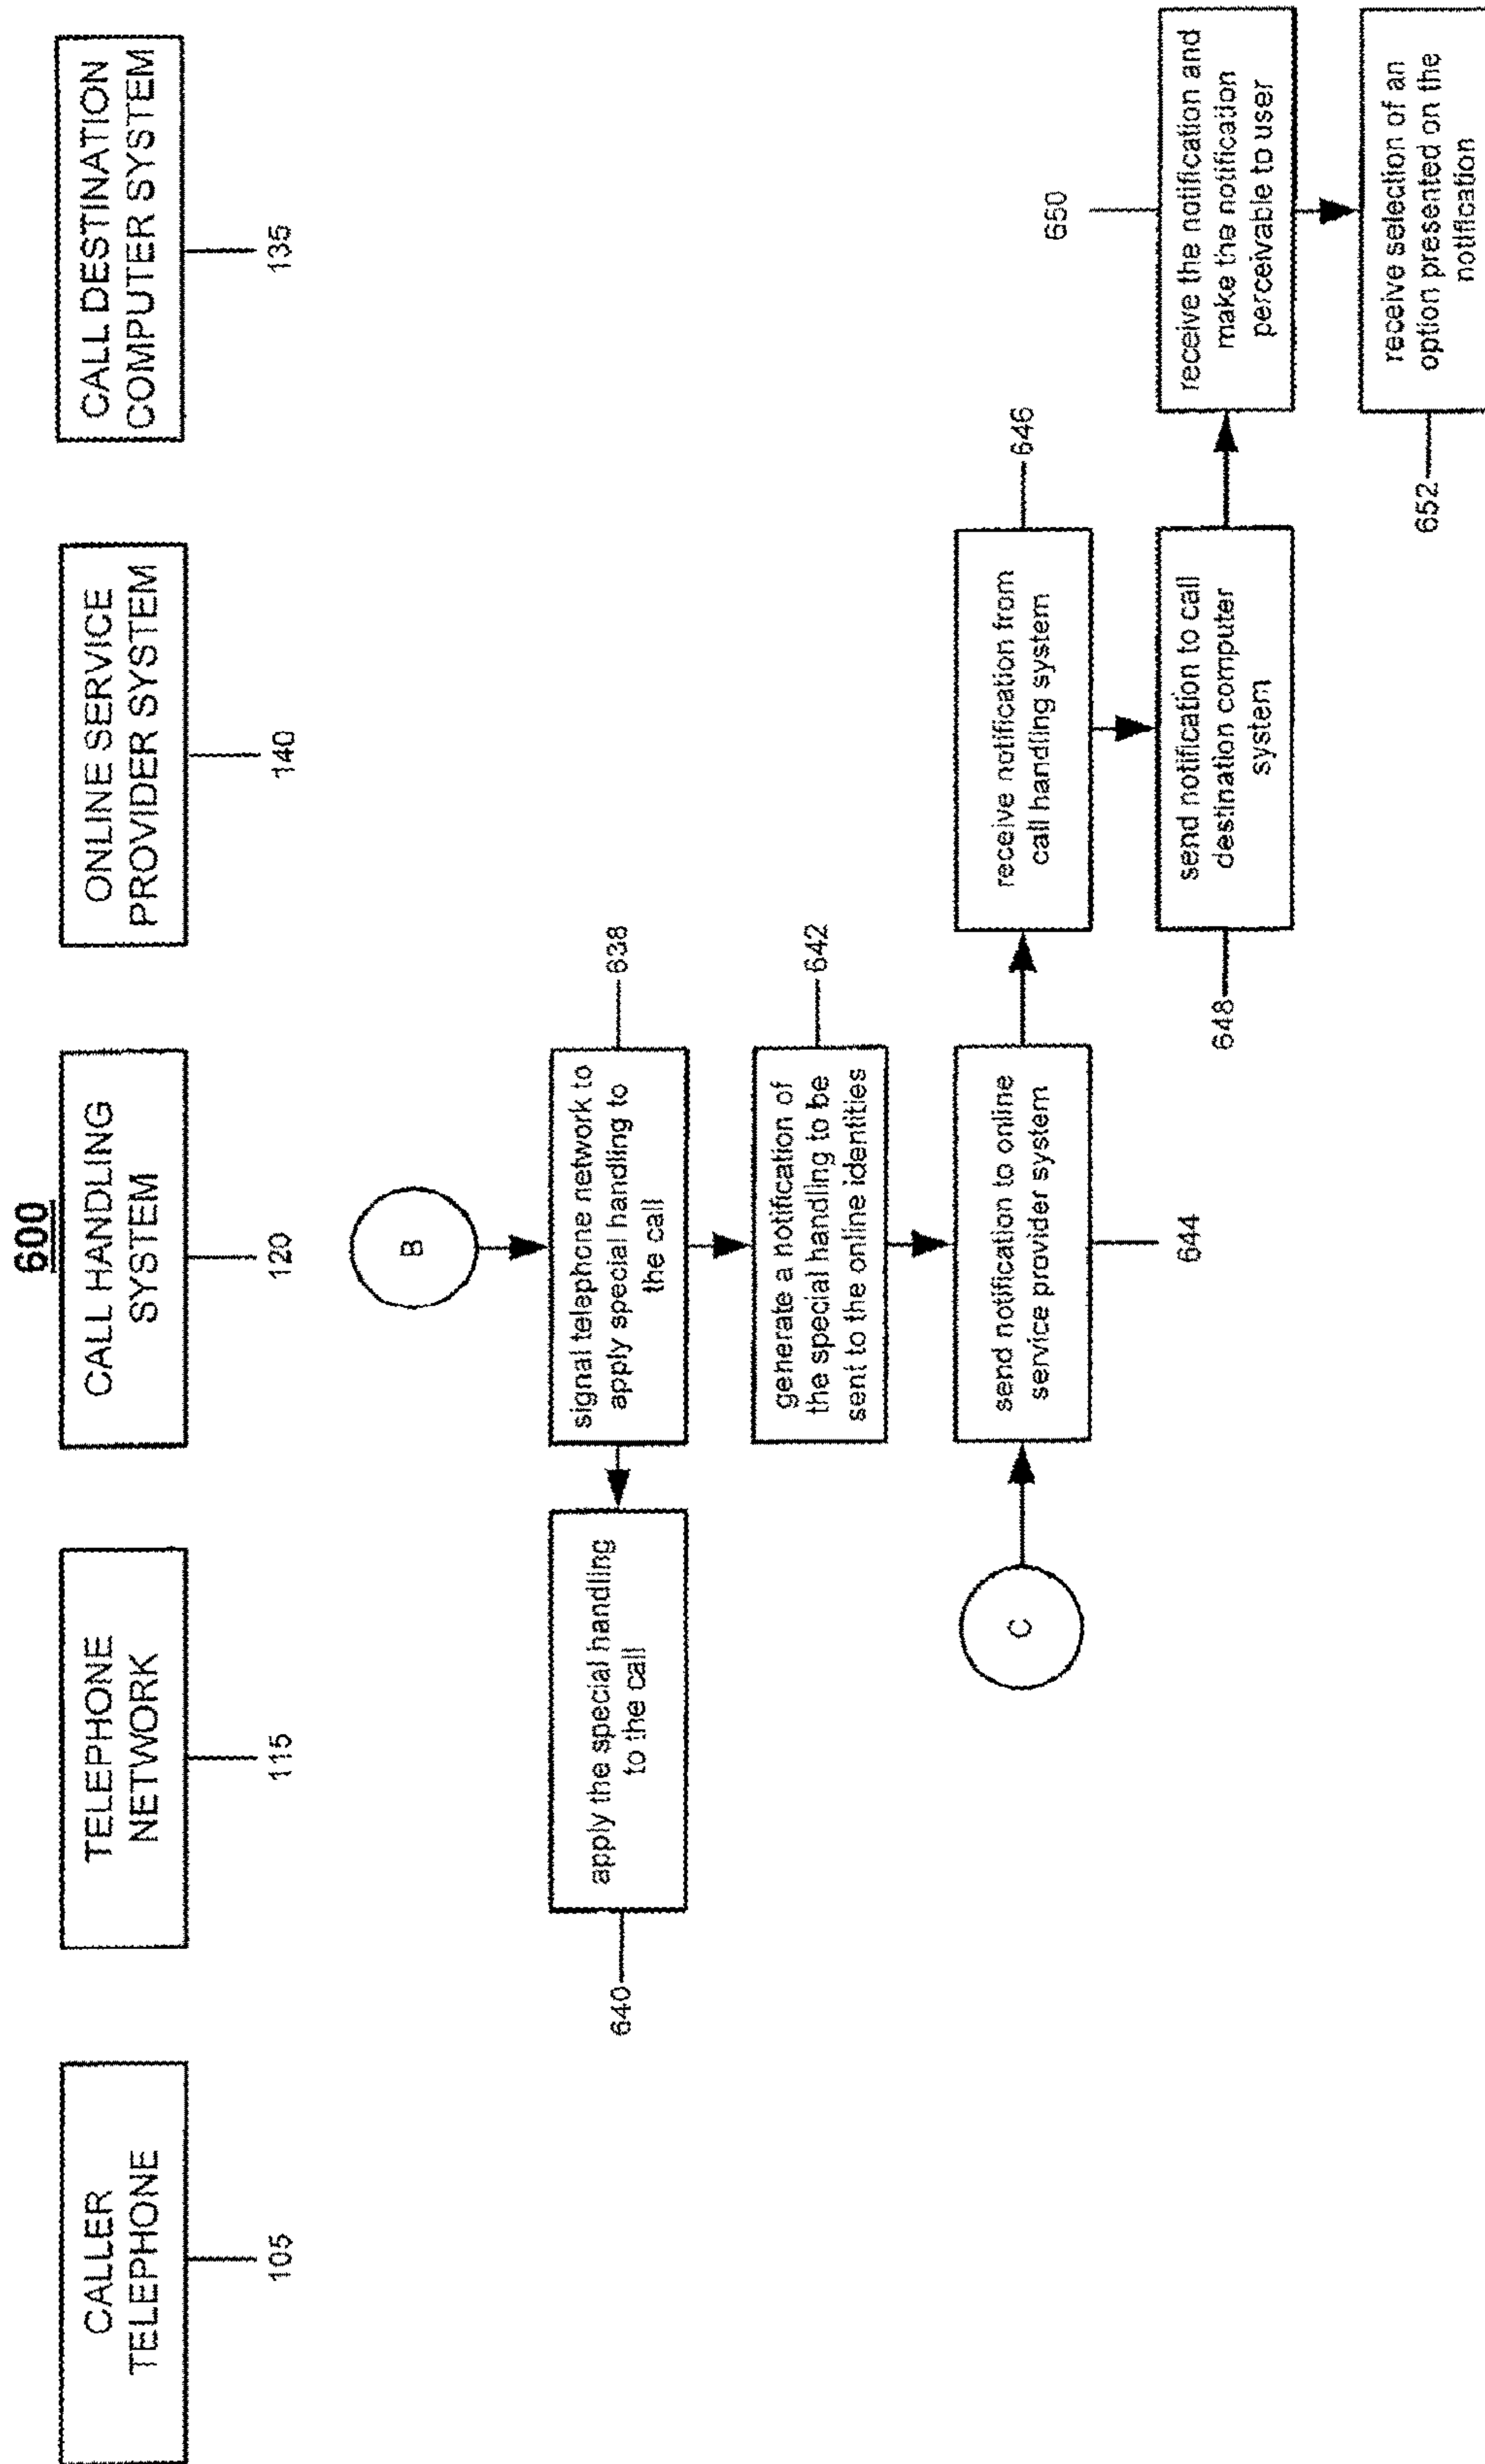 600
CALLER
TELEPHONE
105
TELEPHONE
NETWORK
115
CALL HANDLING
SYSTEM
120
ONLINE SERVICE
PROVIDER SYSTEM
140
CALL DESTINATION
COMPUTER SYSTEM
135
B
640
apply the special handling
to the call
signal telephone network to
apply special handling to
the call
638
generate a notification of
the special handling to be
sent to the online identities
642
C
send notification to online
service provider system
644
receive notification from
call handling system
646
648
send notification to call
destination computer
system
650
receive the notification and
make the notification
perceivable to user
652
receive selection of an
option presented on the
notification